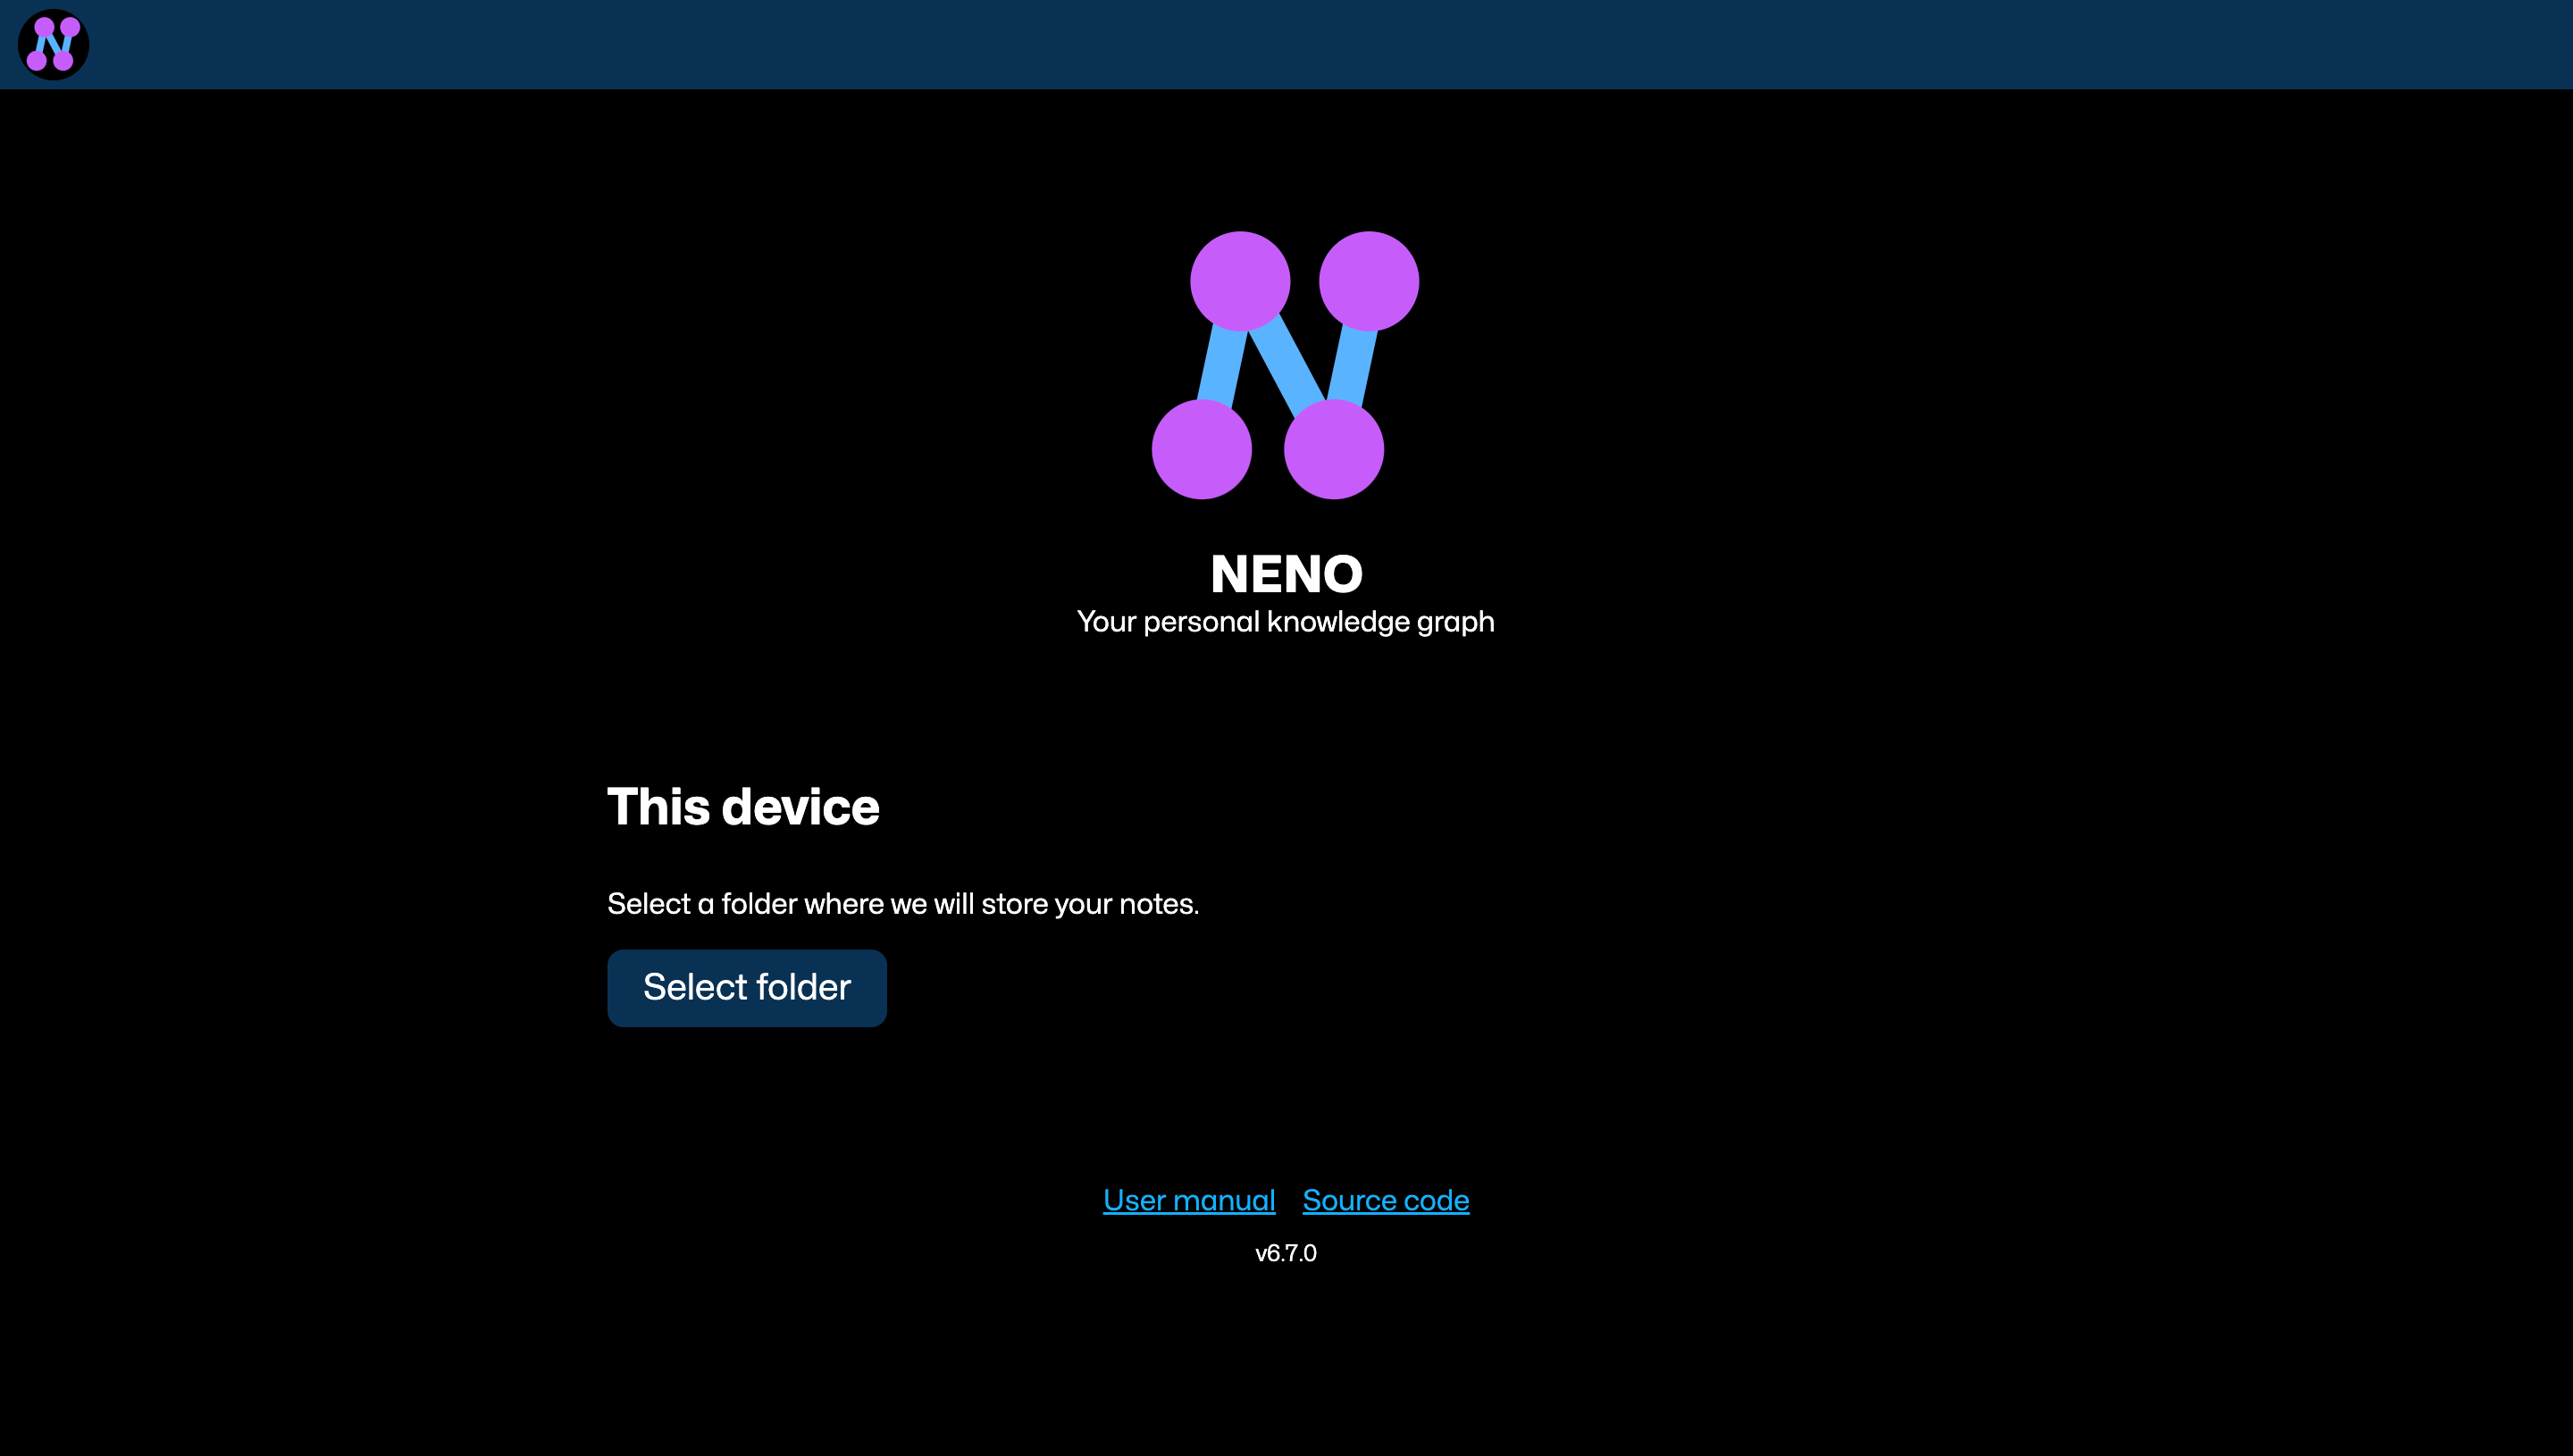 NENO
Your personal knowledge graph
This device
Select a folder where we will store your notes.
Select folder
User manual Source code
v6.7.0